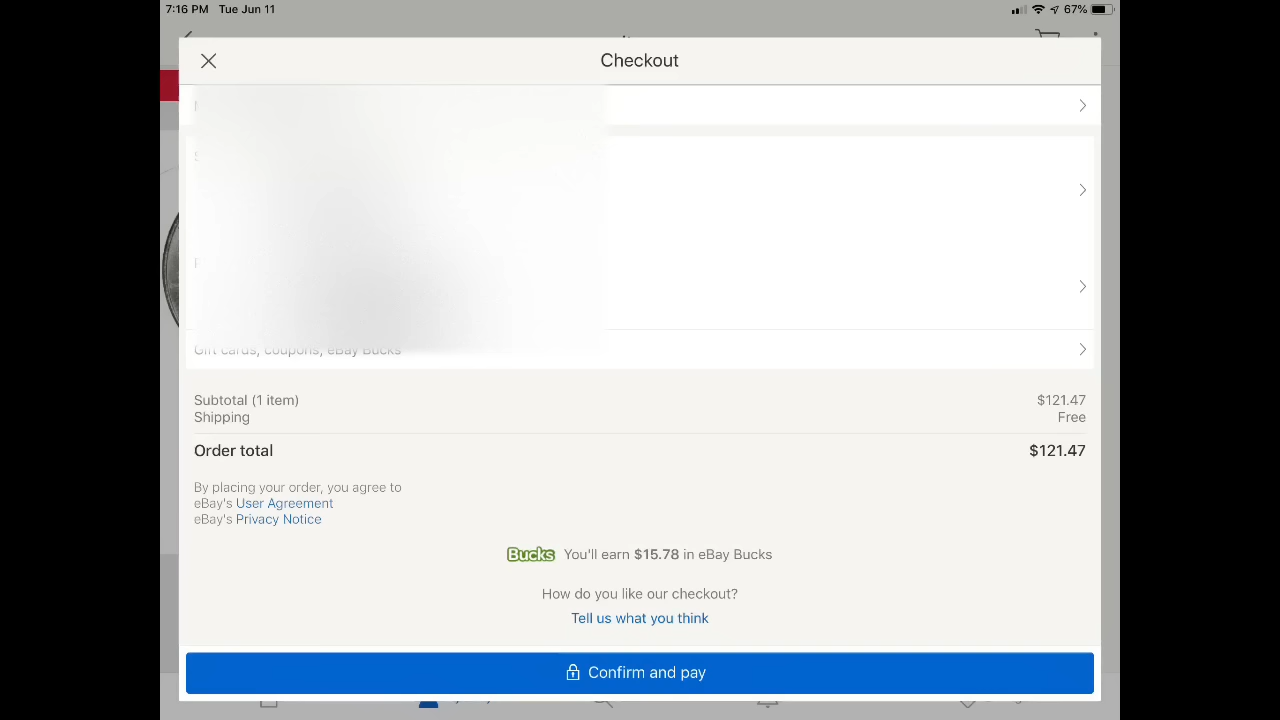 7:16 PM Tue Jun 11 67%
Checkout
Gift cards, coupons, eBay Bucks
Subtotal (1 item) $121.47
Shipping Free
Order total $121.47
By placing your order, you agree to
eBay's User Agreement
eBay's Privacy Notice
Bucks You'll earn $15.78 in eBay Bucks
How do you like our checkout?
Tell us what you think
Confirm and pay